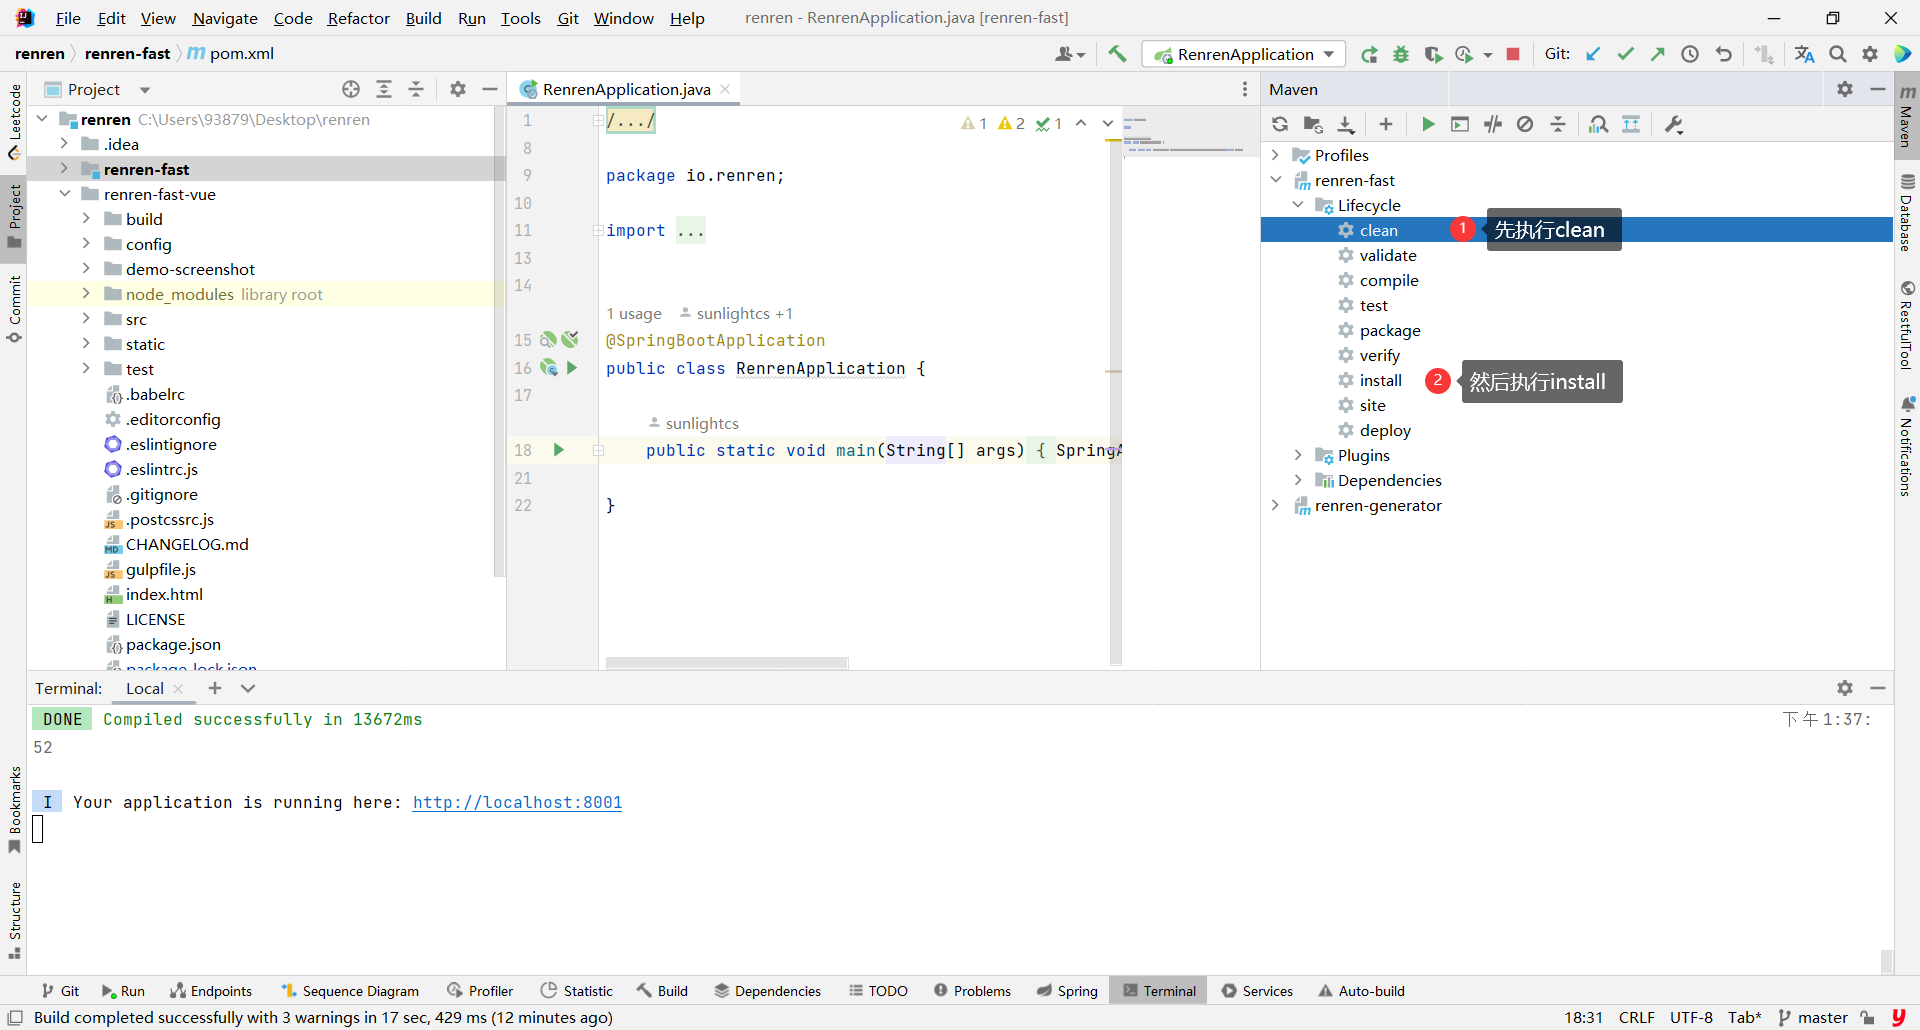 File Edit View Navigate Code Refactor Build Run Tools Git Window Help renren - RenrenApplication.java [renren-fast]
renren renren-fast pom.xml RenrenApplication Git:
Project RenrenApplication.java Maven
renren C:\Users\93879\Desktop\renren
.idea
renren-fast
renren-fast-vue
build
config
demo-screenshot
node_modules library root
src
static
test
.babelrc
.editorconfig
.eslintignore
.eslintrc.js
.gitignore
.postcssrc.js
CHANGELOG.md
gulpfile.js
index.html
LICENSE
package.json
package-lock.json
1 /.../ 1 2 1
8
9 package io.renren;
10
11 import ...
13
14
1 usage sunlightcs +1
15 @SpringBootApplication
16 public class RenrenApplication {
17
sunlightcs
18 public static void main(String[] args) { SpringA
21
22 }
Profiles
renren-fast
Lifecycle
clean 1 先执行clean
validate
compile
test
package
verify
install 2 然后执行install
site
deploy
Plugins
Dependencies
renren-generator
Leetcode
Project
Commit
Bookmarks
Structure
Maven
Database
RestfulTool
Notifications
Terminal: Local
DONE Compiled successfully in 13672ms 下午1:37:
52
I Your application is running here: http://localhost:8001
Git Run Endpoints Sequence Diagram Profiler Statistic Build Dependencies TODO Problems Spring Terminal Services Auto-build
Build completed successfully with 3 warnings in 17 sec, 429 ms (12 minutes ago) 18:31 CRLF UTF-8 Tab* master